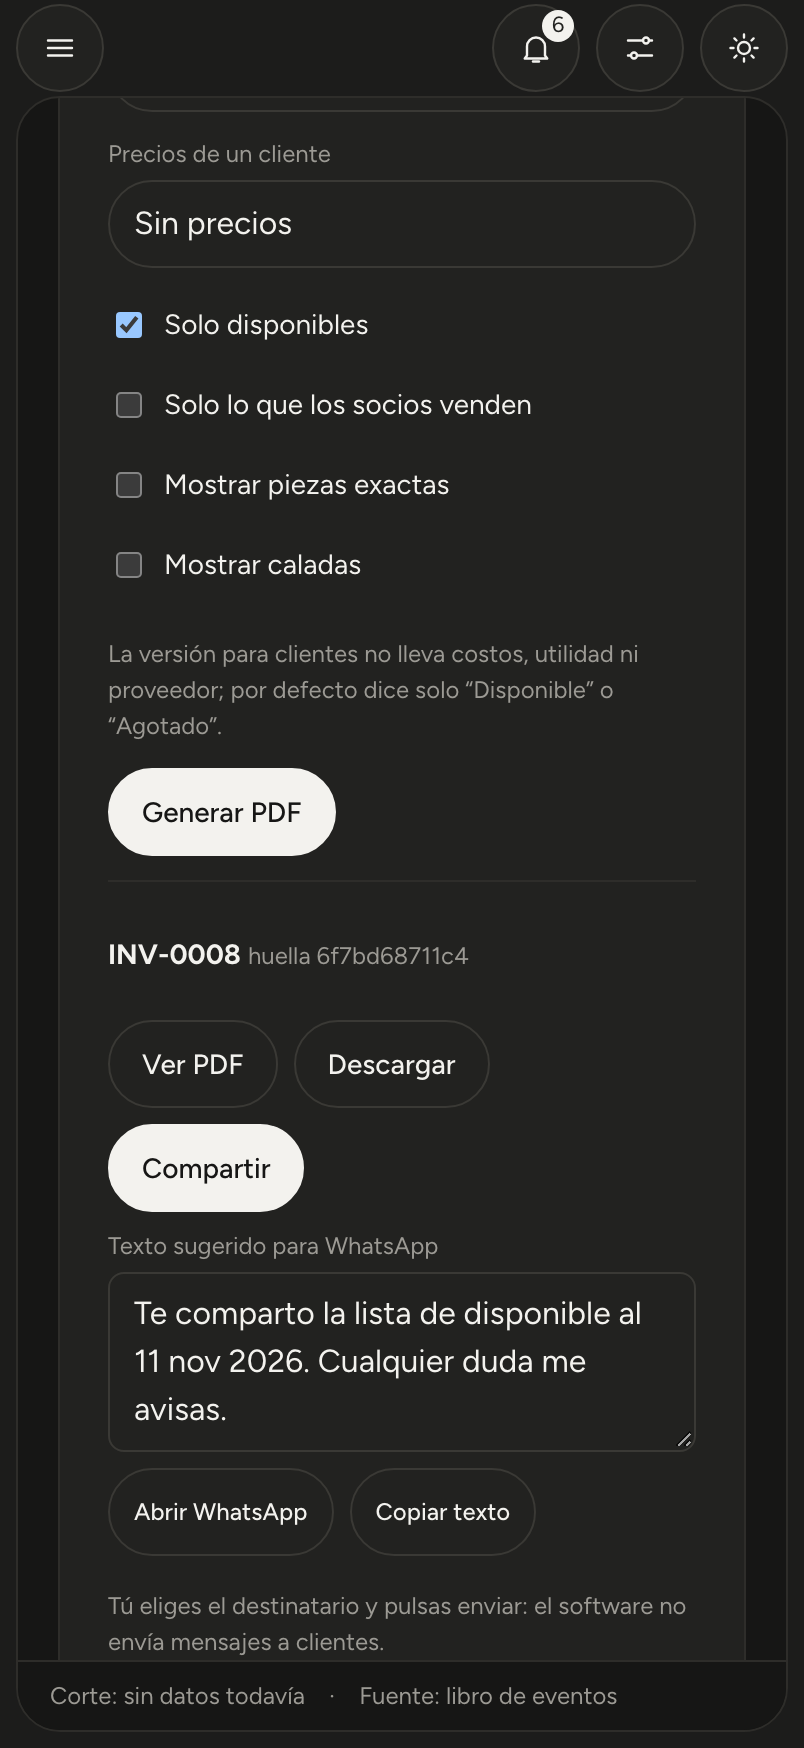 6
Precios de un cliente
Sin precios
Solo disponibles
Solo lo que los socios venden
Mostrar piezas exactas
Mostrar caladas
La versión para clientes no lleva costos, utilidad ni
proveedor; por defecto dice solo “Disponible” o
“Agotado”.
Generar PDF
INV-0008 huella 6f7bd68711c4
Ver PDF
Descargar
Compartir
Texto sugerido para WhatsApp
Te comparto la lista de disponible al
11 nov 2026. Cualquier duda me
avisas.
Abrir WhatsApp
Copiar texto
Tú eliges el destinatario y pulsas enviar: el software no
envía mensajes a clientes.
Corte: sin datos todavía · Fuente: libro de eventos